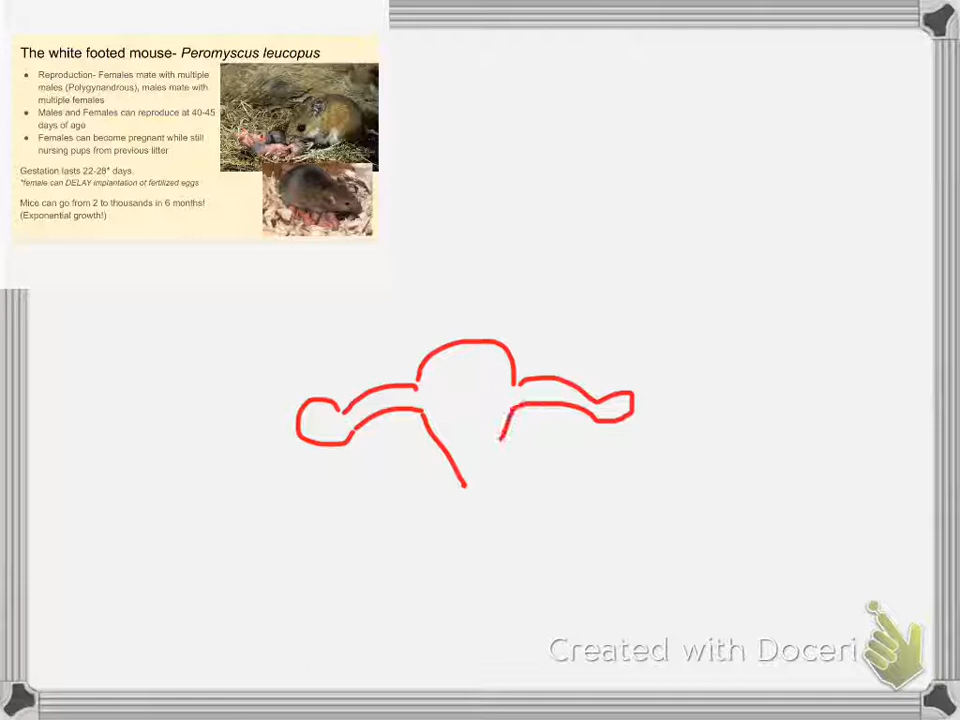 The white footed mouse- Peromyscus leucopus
● Reproduction- Females mate with multiple
males (Polygynandrous), males mate with
multiple females
● Males and Females can reproduce at 40-45
days of age
● Females can become pregnant while still
nursing pups from previous litter
Gestation lasts 22-28* days.
*female can DELAY implantation of fertilized eggs
Mice can go from 2 to thousands in 6 months!
(Exponential growth!)
Created with Doceri